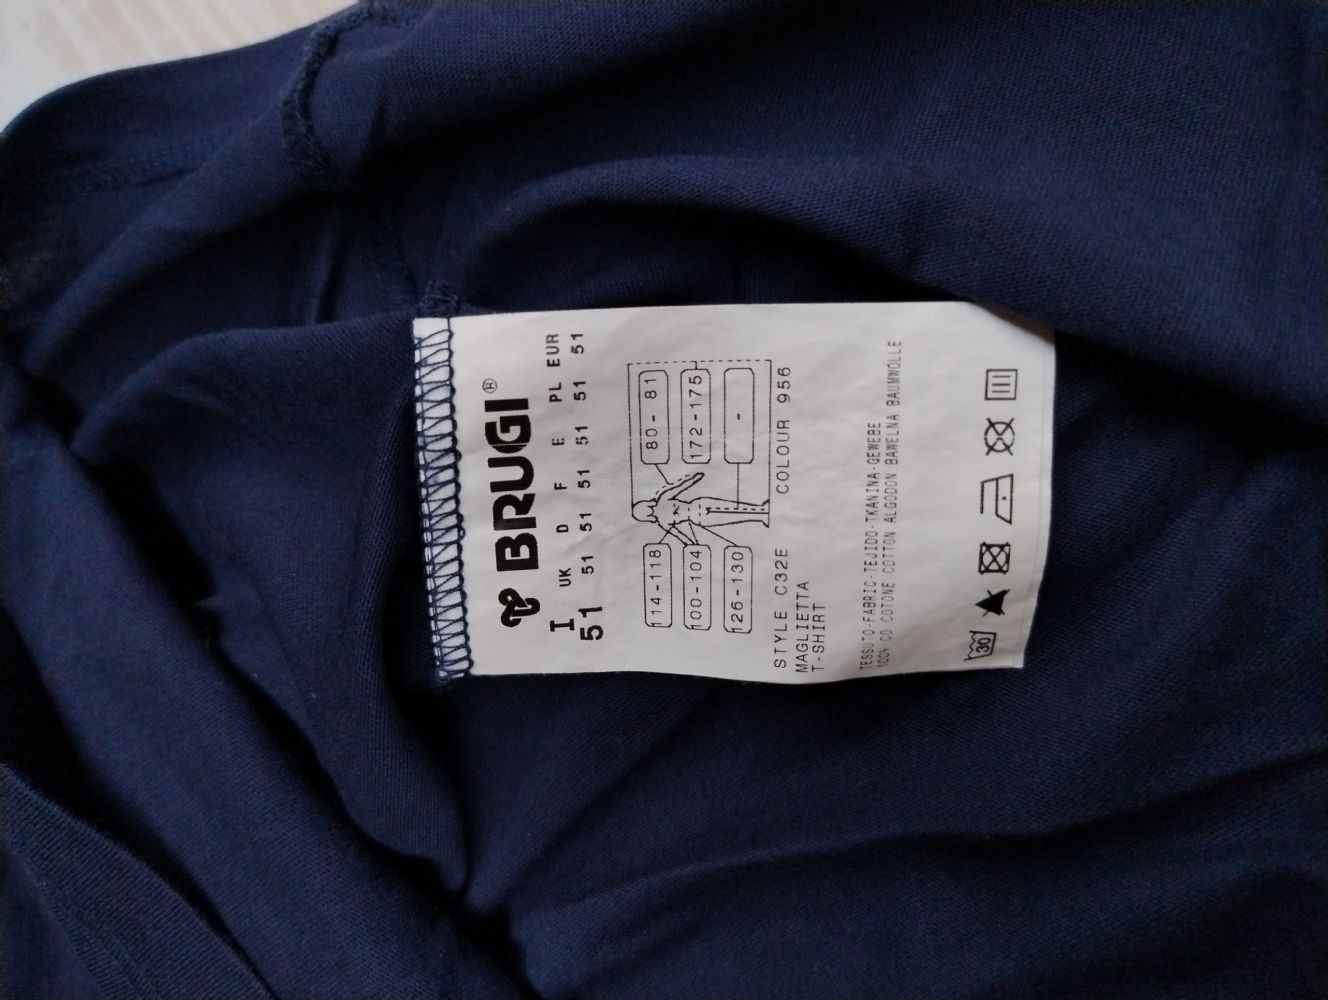 BRUGI®
I UK D F E PL EUR
51 51 51 51 51 51 51
114-118
100-104
126-130
80 - 81
172-175
-
STYLE C32E COLOUR 956
MAGLIETTA
T-SHIRT
TESSUTO-FABRIC-TEJIDO-TKANINA-GEWEBE
100% CO COTONE COTTON ALGODON BAWELNA BAUMWOLLE
30